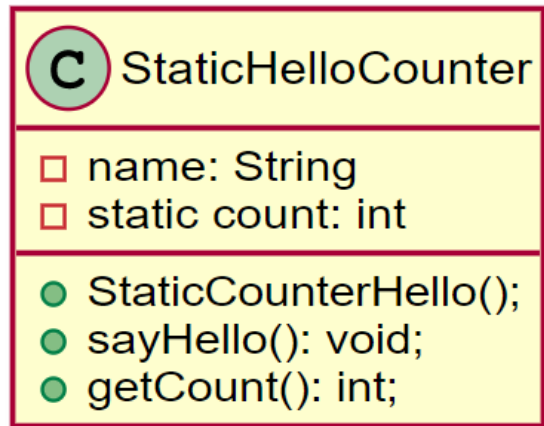 C StaticHelloCounter
name: String
static count: int
StaticCounterHello();
sayHello(): void;
getCount(): int;